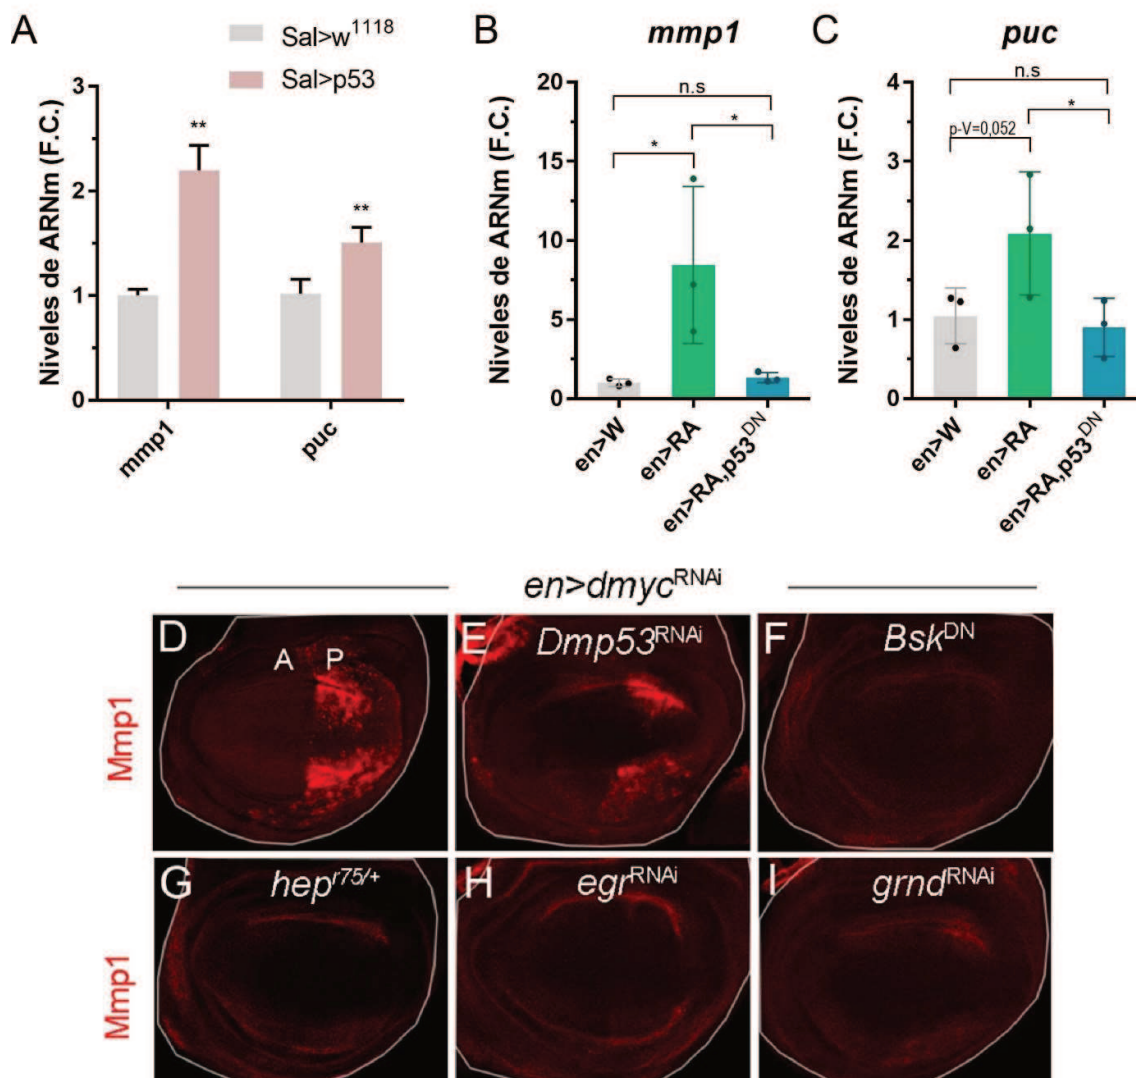 A
Sal>w1118
Sal>p53
Niveles de ARNm (F.C.)
3
2
1
0
**
**
mmp1
puc
B
mmp1
Niveles de ARNm (F.C.)
20
15
10
5
0
n.s
*
*
en>W
en>RA
en>RA,p53DN
C
puc
Niveles de ARNm (F.C.)
4
3
2
1
0
n.s
*
p-V=0,052
en>W
en>RA
en>RA,p53DN
en>dmycRNAi
Mmp1
D
A P
E
Dmp53RNAi
F
BskDN
Mmp1
G
hepr75/+
H
egrRNAi
I
grndRNAi